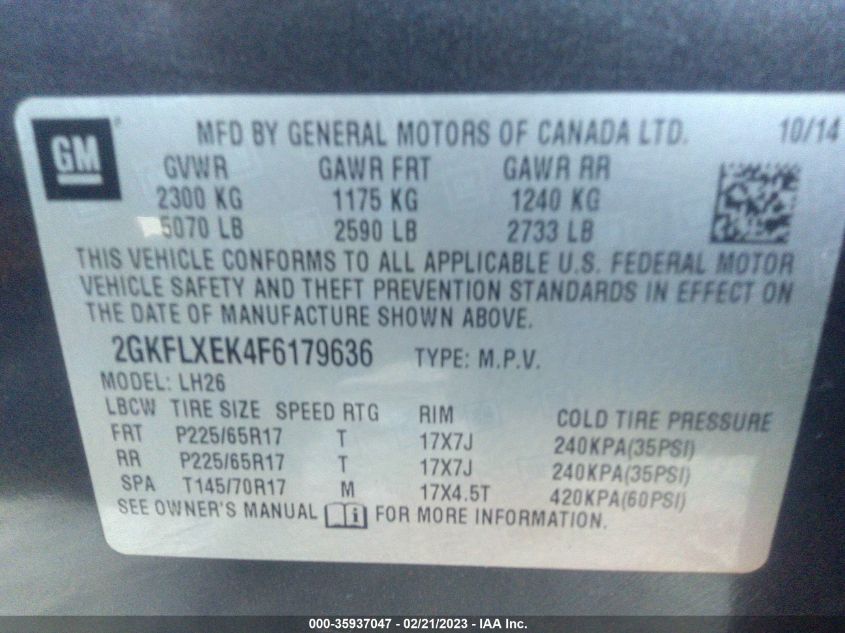 GM
MFD BY GENERAL MOTORS OF CANADA LTD. 10/14
GVWR GAWR FRT GAWR RR
2300 KG 1175 KG 1240 KG
5070 LB 2590 LB 2733 LB
THIS VEHICLE CONFORMS TO ALL APPLICABLE U.S. FEDERAL MOTOR
VEHICLE SAFETY AND THEFT PREVENTION STANDARDS IN EFFECT ON
THE DATE OF MANUFACTURE SHOWN ABOVE.
2GKFLXEK4F6179636 TYPE: M.P.V.
MODEL: LH26
LBCW TIRE SIZE SPEED RTG RIM COLD TIRE PRESSURE
FRT P225/65R17 T 17X7J 240KPA(35PSI)
RR P225/65R17 T 17X7J 240KPA(35PSI)
SPA T145/70R17 M 17X4.5T 420KPA(60PSI)
SEE OWNER'S MANUAL i FOR MORE INFORMATION.
000-35937047 - 02/21/2023 - IAA Inc.